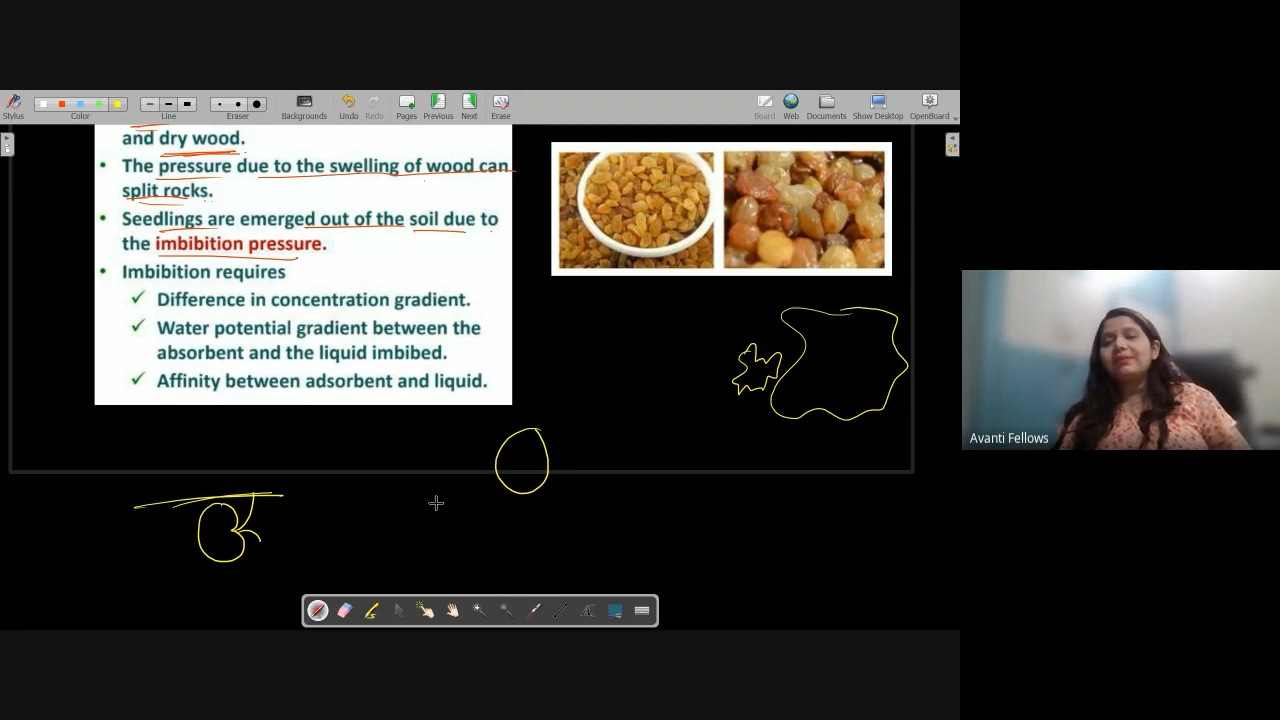 Stylus
Color
Line
Eraser
Backgrounds
Undo
Redo
Pages
Previous
Next
Erase
Board
Web
Documents
Show Desktop
OpenBoard
and dry wood.
• The pressure due to the swelling of wood can
split rocks.
• Seedlings are emerged out of the soil due to
the imbibition pressure.
• Imbibition requires
✓ Difference in concentration gradient.
✓ Water potential gradient between the
absorbent and the liquid imbibed.
✓ Affinity between adsorbent and liquid.
Avanti Fellows